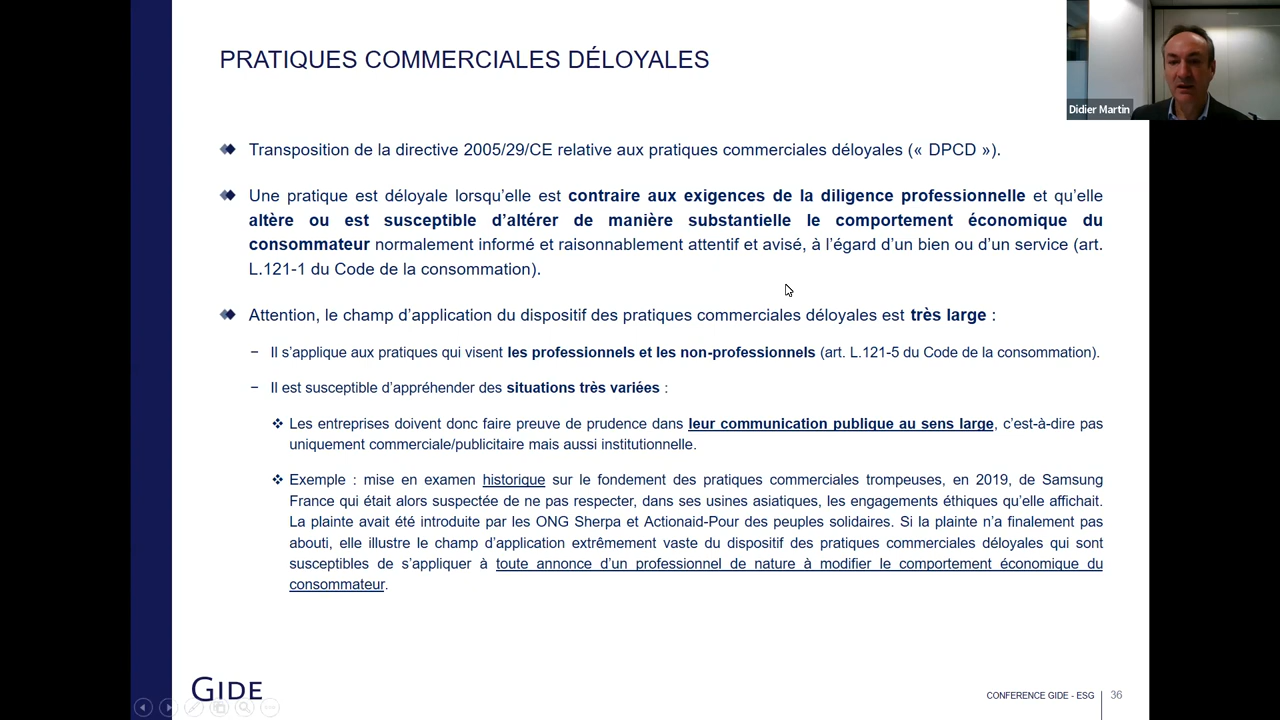 PRATIQUES COMMERCIALES DÉLOYALES
Didier Martin
Transposition de la directive 2005/29/CE relative aux pratiques commerciales déloyales (« DPCD »).
Une pratique est déloyale lorsqu’elle est contraire aux exigences de la diligence professionnelle et qu’elle
altère ou est susceptible d’altérer de manière substantielle le comportement économique du
consommateur normalement informé et raisonnablement attentif et avisé, à l’égard d’un bien ou d’un service (art.
L.121-1 du Code de la consommation).
Attention, le champ d’application du dispositif des pratiques commerciales déloyales est très large :
− Il s’applique aux pratiques qui visent les professionnels et les non-professionnels (art. L.121-5 du Code de la consommation).
− Il est susceptible d’appréhender des situations très variées :
❖ Les entreprises doivent donc faire preuve de prudence dans leur communication publique au sens large, c’est-à-dire pas
uniquement commerciale/publicitaire mais aussi institutionnelle.
❖ Exemple : mise en examen historique sur le fondement des pratiques commerciales trompeuses, en 2019, de Samsung
France qui était alors suspectée de ne pas respecter, dans ses usines asiatiques, les engagements éthiques qu’elle affichait.
La plainte avait été introduite par les ONG Sherpa et Actionaid-Pour des peuples solidaires. Si la plainte n’a finalement pas
abouti, elle illustre le champ d’application extrêmement vaste du dispositif des pratiques commerciales déloyales qui sont
susceptibles de s’appliquer à toute annonce d’un professionnel de nature à modifier le comportement économique du
consommateur.
GIDE
CONFERENCE GIDE - ESG
36